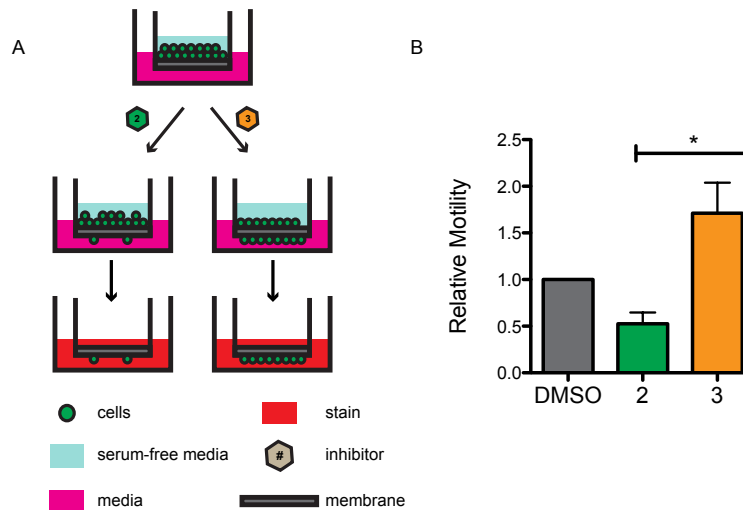 A
2
3
cells
stain
serum-free media
#
inhibitor
media
membrane
B
*
Relative Motility
2.5
2.0
1.5
1.0
0.5
0.0
DMSO 2 3